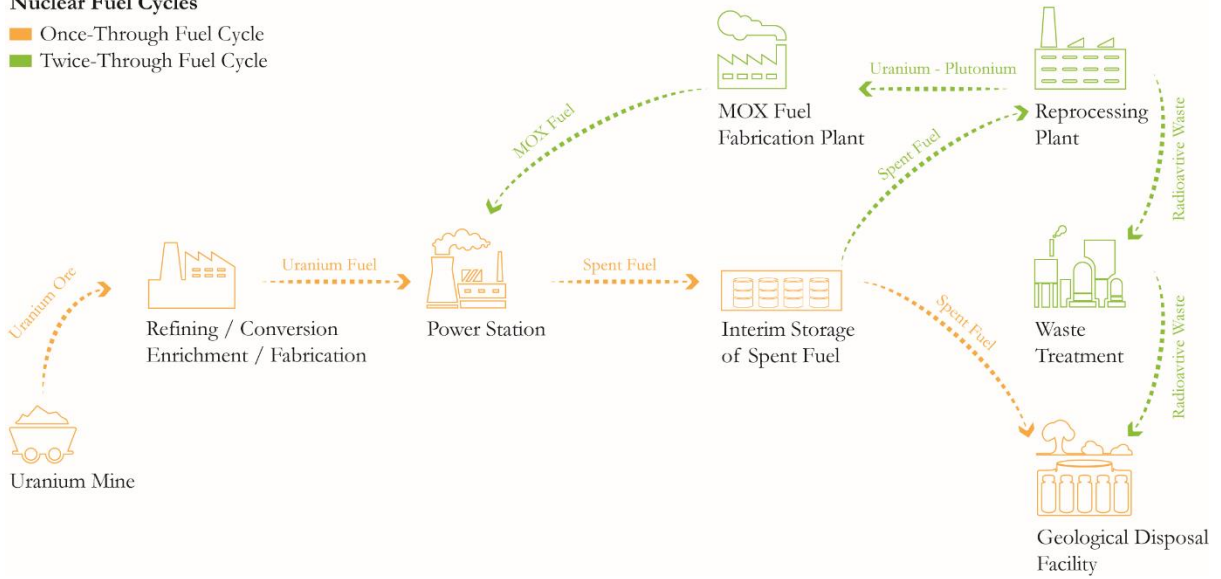 Nuclear Fuel Cycles
Once-Through Fuel Cycle
Twice-Through Fuel Cycle
Uranium - Plutonium
MOX Fuel
Fabrication Plant
Reprocessing
Plant
MOX Fuel
Spent Fuel
Radioavtive Waste
Uranium Ore
Uranium Fuel
Spent Fuel
Refining / Conversion
Enrichment / Fabrication
Power Station
Interim Storage
of Spent Fuel
Spent Fuel
Waste
Treatment
Radioavtive Waste
Uranium Mine
Geological Disposal
Facility